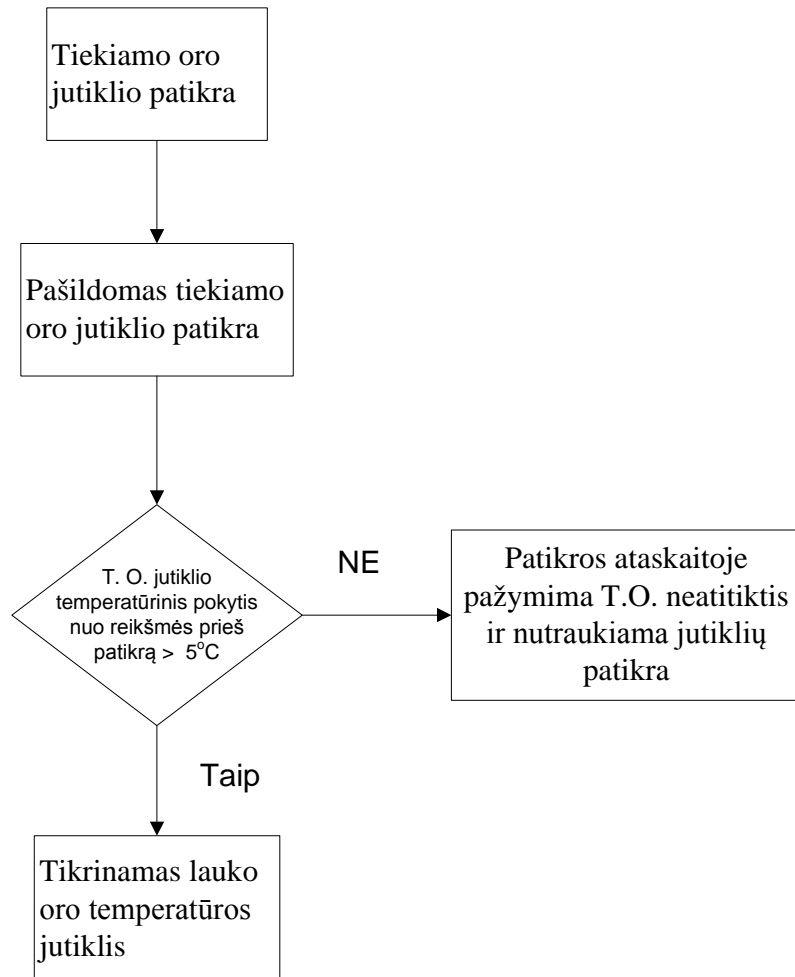 Tiekiamo oro
jutiklio patikra
Pašildomas tiekiamo
oro jutiklio patikra
T. O. jutiklio
temperatūrinis pokytis
nuo reikšmės prieš
patikrą > 5°C
NE
Patikros ataskaitoje
pažymima T.O. neatitiktis
ir nutraukiama jutiklių
patikra
Taip
Tikrinamas lauko
oro temperatūros
jutiklis